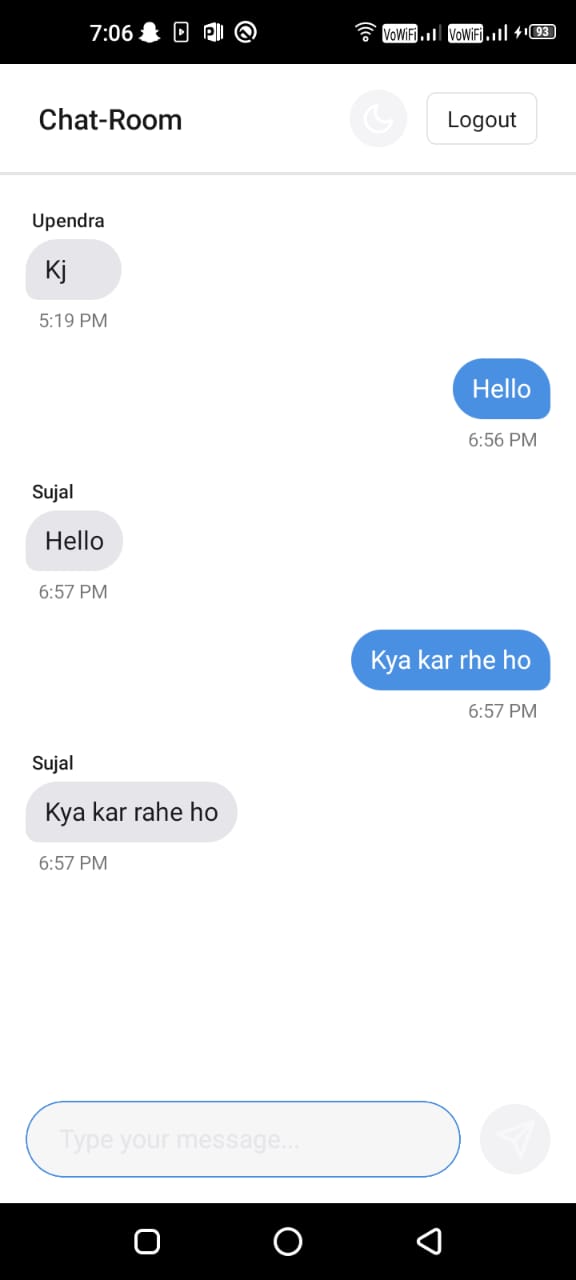 7:06 VoWiFi VoWiFi 93
Chat-Room
Logout
Upendra
Kj
5:19 PM
Hello
6:56 PM
Sujal
Hello
6:57 PM
Kya kar rhe ho
6:57 PM
Sujal
Kya kar rahe ho
6:57 PM
Type your message...